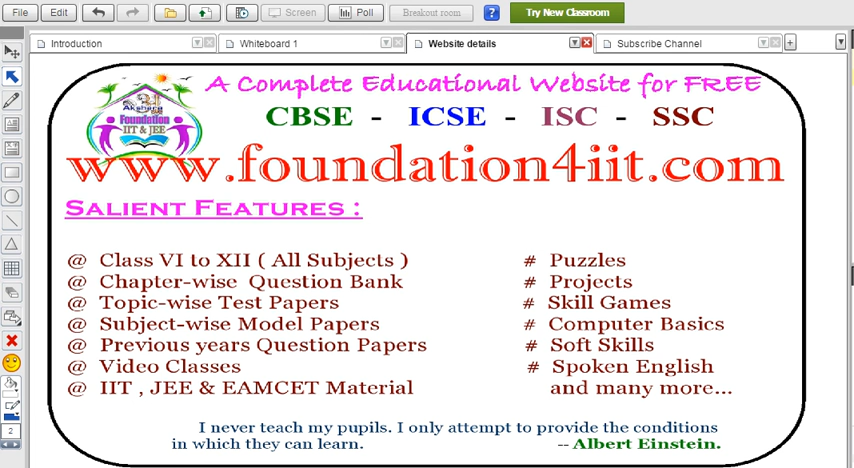 File Edit Screen Poll Breakout room ? Try New Classroom
Introduction Whiteboard 1 Website details Subscribe Channel
A Complete Educational Website for FREE
Akshara
Foundation
IIT & JEE
CBSE - ICSE - ISC - SSC
www.foundation4iit.com
SALIENT FEATURES :
@ Class VI to XII ( All Subjects ) # Puzzles
@ Chapter-wise Question Bank # Projects
@ Topic-wise Test Papers # Skill Games
@ Subject-wise Model Papers # Computer Basics
@ Previous years Question Papers # Soft Skills
@ Video Classes # Spoken English
@ IIT , JEE & EAMCET Material and many more...
I never teach my pupils. I only attempt to provide the conditions
in which they can learn. -- Albert Einstein.
2